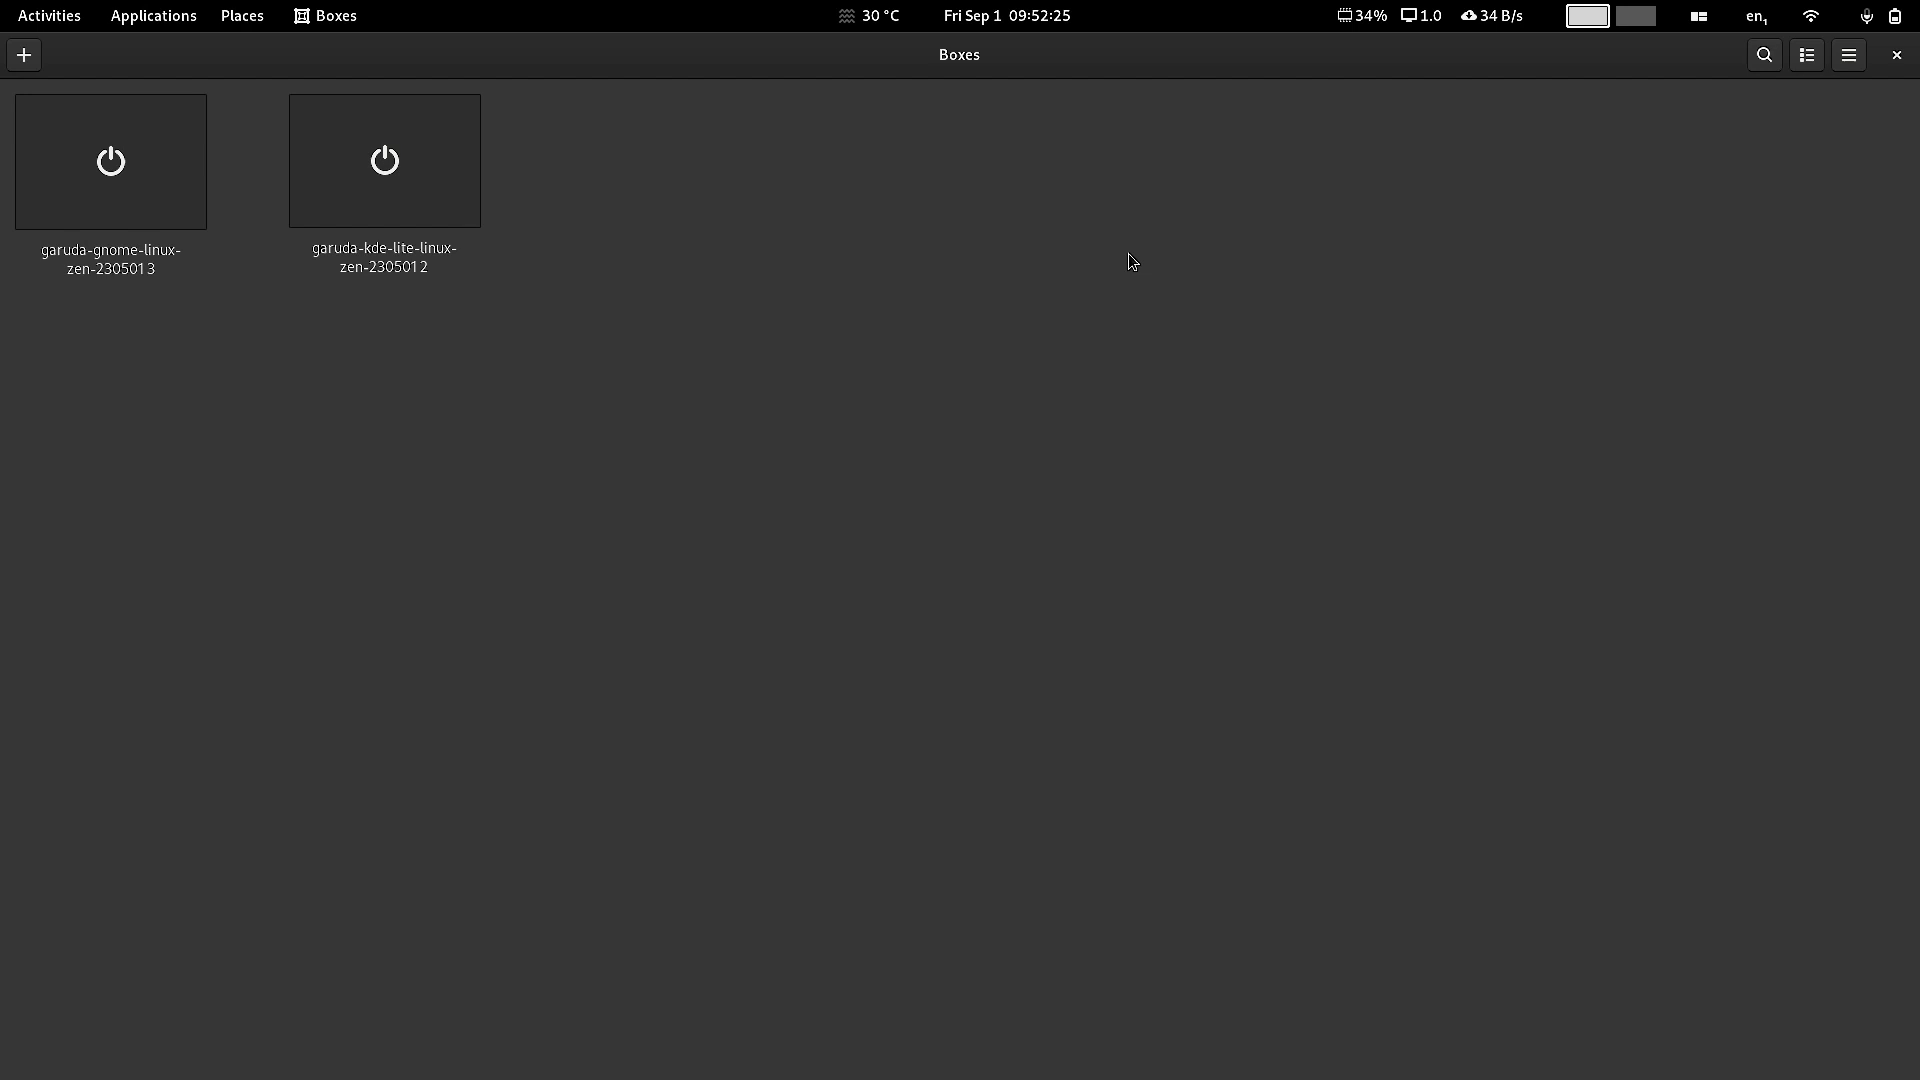 Activities Applications Places Boxes 30 °C Fri Sep 1 09:52:25 34% 1.0 34 B/s en₁
Boxes
garuda-gnome-linux-
zen-2305013
garuda-kde-lite-linux-
zen-2305012